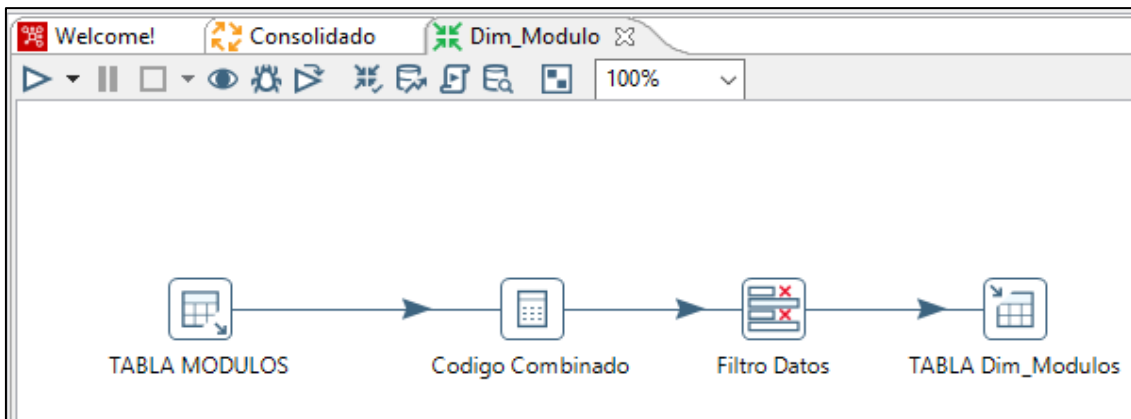 Welcome! Consolidado Dim_Modulo
100%
TABLA MODULOS Codigo Combinado Filtro Datos TABLA Dim_Modulos